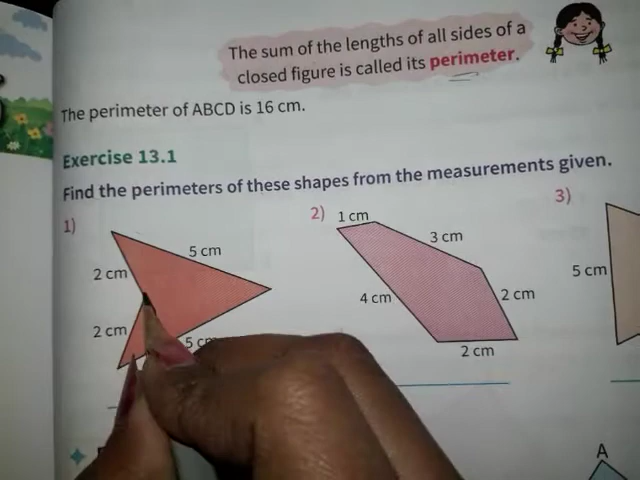 The sum of the lengths of all sides of a
closed figure is called its perimeter.
The perimeter of ABCD is 16 cm.
Exercise 13.1
Find the perimeters of these shapes from the measurements given.
1)
2 cm
5 cm
2 cm
5
2)
1 cm
3 cm
4 cm
2 cm
2 cm
3)
5 cm
A